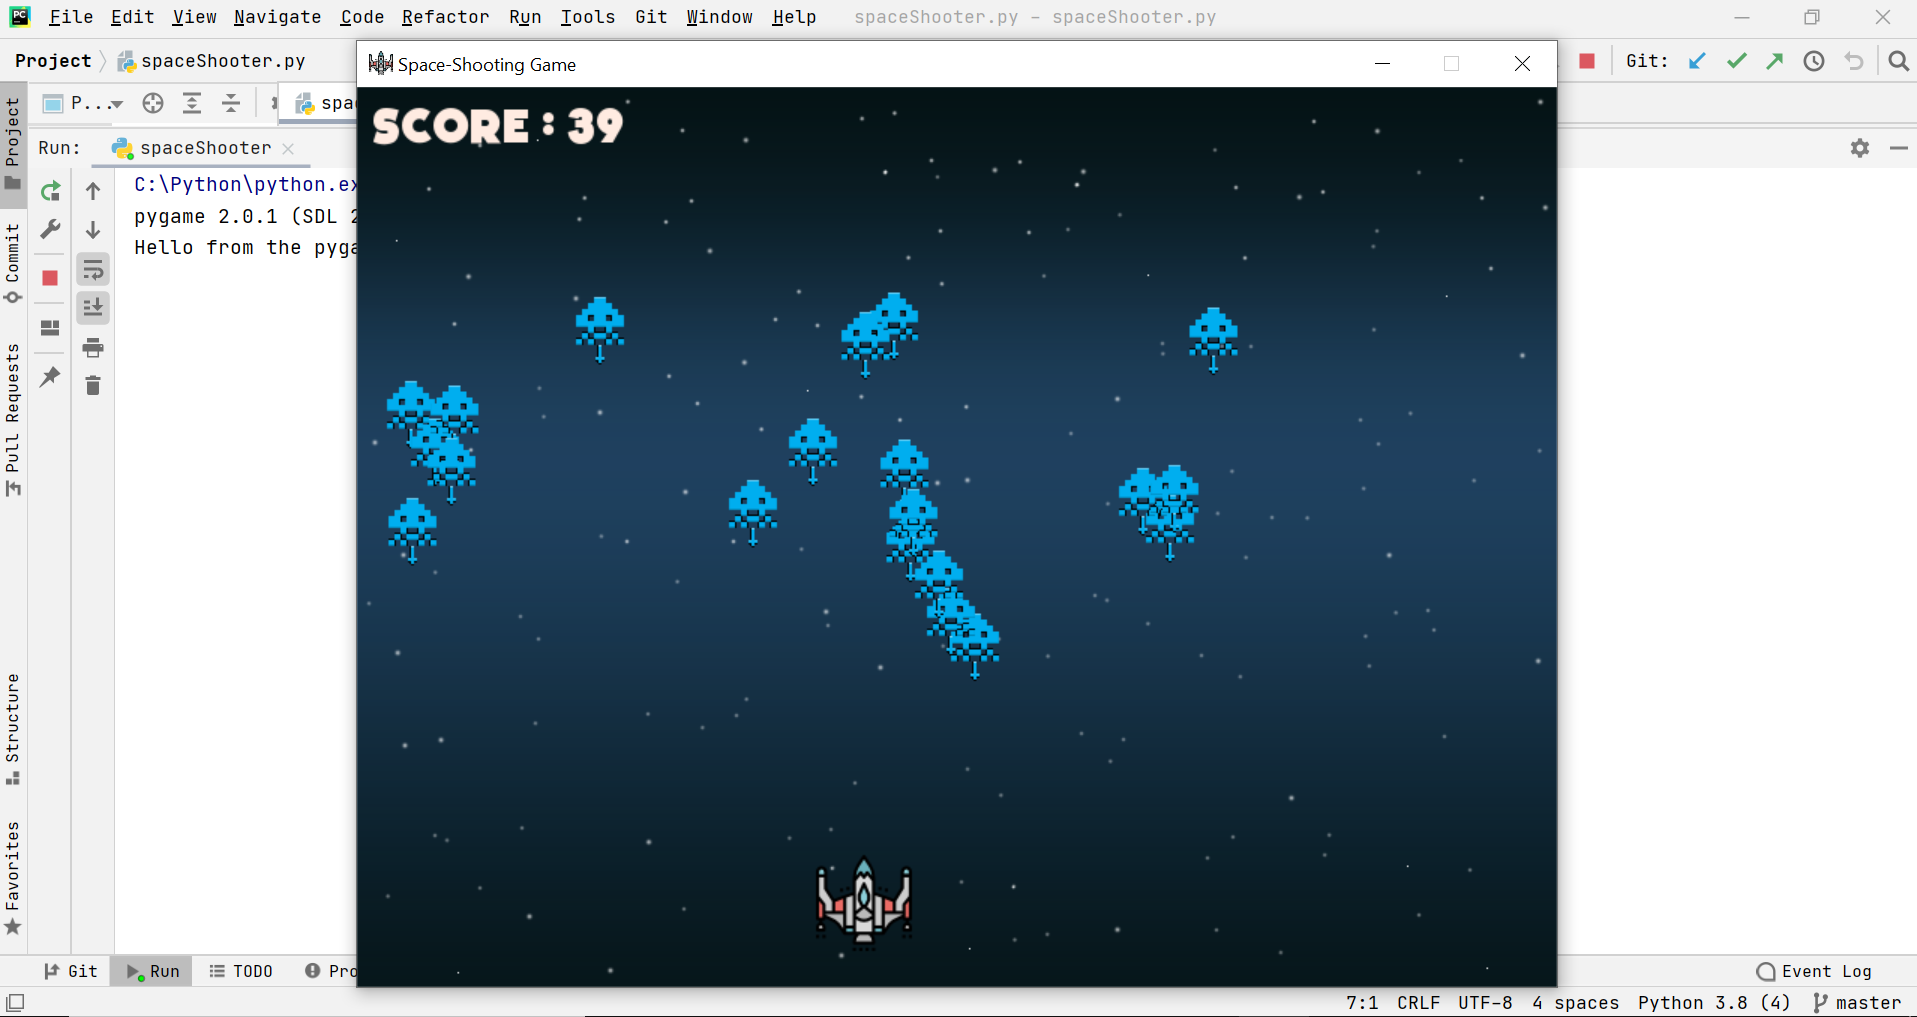 PC File Edit View Navigate Code Refactor Run Tools Git Window Help spaceShooter.py - spaceShooter.py
Project spaceShooter.py
Space-Shooting Game
Git:
P...
Run: spaceShooter
C:\Python\python.ex
pygame 2.0.1 (SDL 2
Hello from the pyga
SCORE : 39
Project
Commit
Pull Requests
Structure
Favorites
Git Run TODO Event Log
7:1 CRLF UTF-8 4 spaces Python 3.8 (4) master